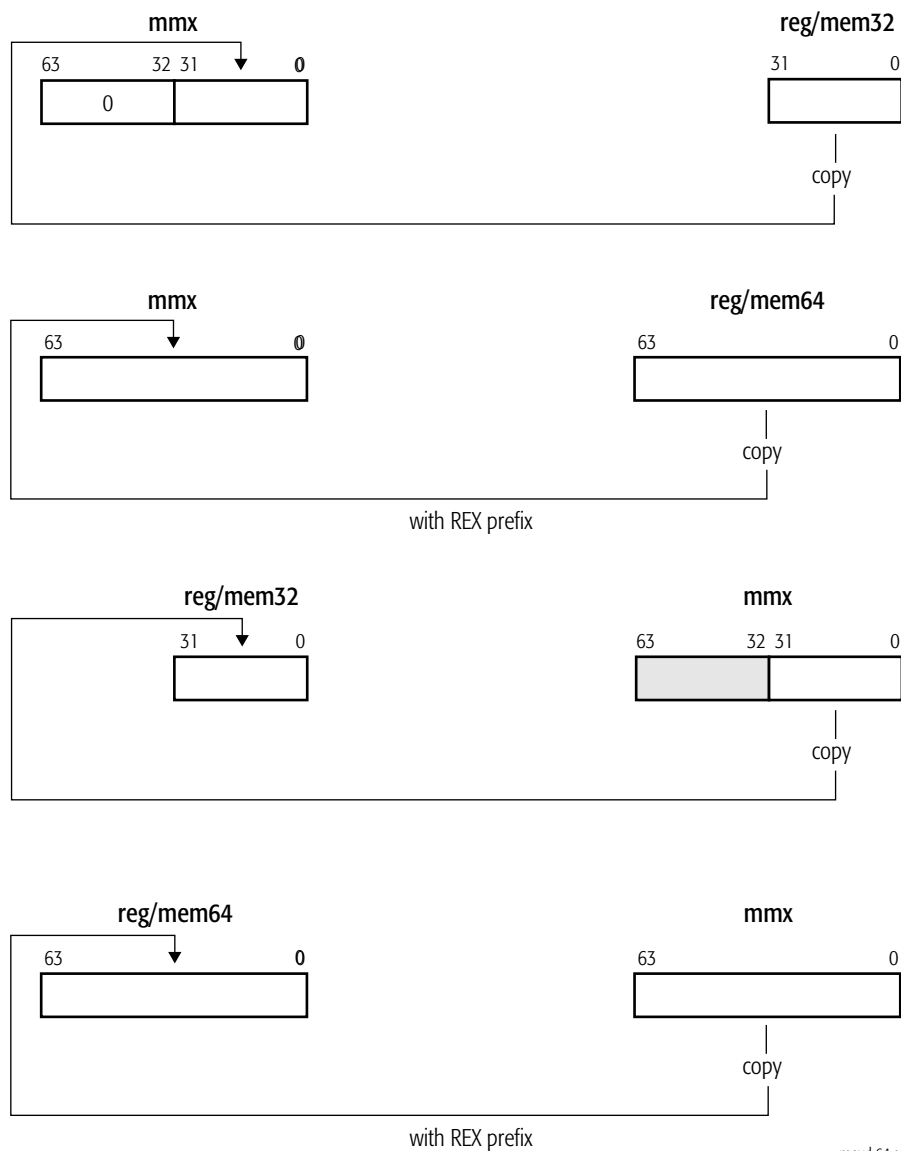 mmx reg/mem32
63 32 31 0 31 0
0
copy
mmx reg/mem64
63 0 63 0
copy
with REX prefix
reg/mem32 mmx
31 0 63 32 31 0
copy
reg/mem64 mmx
63 0 63 0
copy
with REX prefix